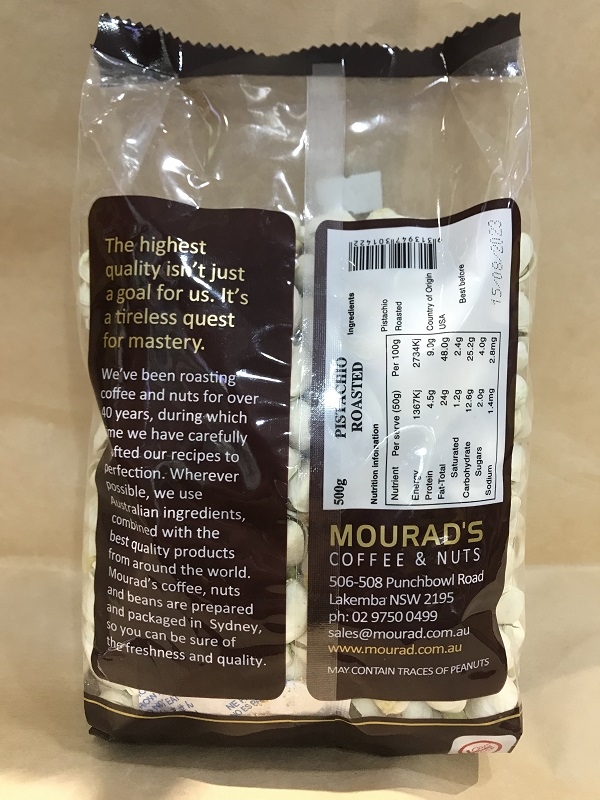 The highest
quality isn't just
a goal for us. It's
a tireless quest
for mastery.
We've been roasting
coffee and nuts for over
40 years, during which
me we have carefully
fted our recipes to
perfection. Wherever
possible, we use
Australian ingredients,
combined with the
best quality products
from around the world.
Mourad's coffee, nuts
and beans are prepared
and packaged in Sydney,
so you can be sure of
the freshness and quality.
500g
PISTACHIO
ROASTED
9313947301422
Ingredients
Pistachio
Roasted
Country of Origin
USA
Best before
15/08/2023
Nutrition Information
Nutrient Per surve (50g) Per 100g
Energy 1367Kj 2734Kj
Protein 4.5g 9.0g
Fat-Total 24g 48.0g
Saturated 1.2g 2.4g
Carbohydrate 12.6g 25.2g
Sugars 2.0g 4.0g
Sodium 1.4mg 2.8mg
MOURAD'S
COFFEE & NUTS
506-508 Punchbowl Road
Lakemba NSW 2195
ph: 02 9750 0499
sales@mourad.com.au
www.mourad.com.au
MAY CONTAIN TRACES OF PEANUTS